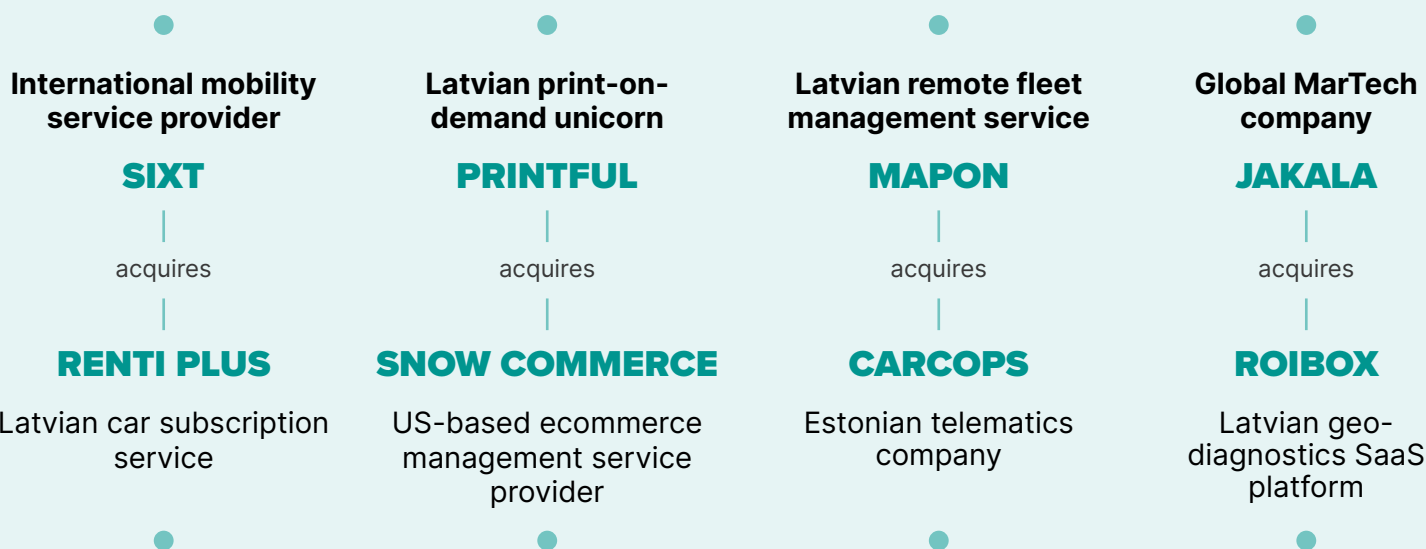 International mobility
service provider
SIXT
acquires
RENTI PLUS
Latvian car subscription
service
Latvian print-on-
demand unicorn
PRINTFUL
acquires
SNOW COMMERCE
US-based ecommerce
management service
provider
Latvian remote fleet
management service
MAPON
acquires
CARCOPS
Estonian telematics
company
Global MarTech
company
JAKALA
acquires
ROIBOX
Latvian geo-
diagnostics SaaS
platform